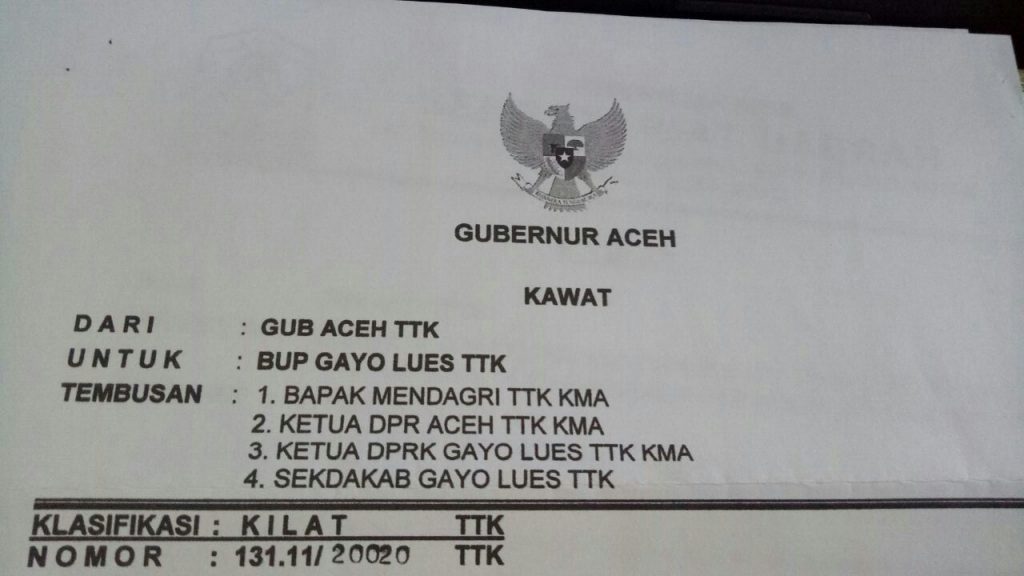 GUBERNUR ACEH
KAWAT
DARI : GUB ACEH TTK
UNTUK : BUP GAYO LUES TTK
TEMBUSAN : 1. BAPAK MENDAGRI TTK KMA
2. KETUA DPR ACEH TTK KMA
3. KETUA DPRK GAYO LUES TTK KMA
4. SEKDAKAB GAYO LUES TTK
KLASIFIKASI : KILAT TTK
NOMOR : 131.11/20020 TTK